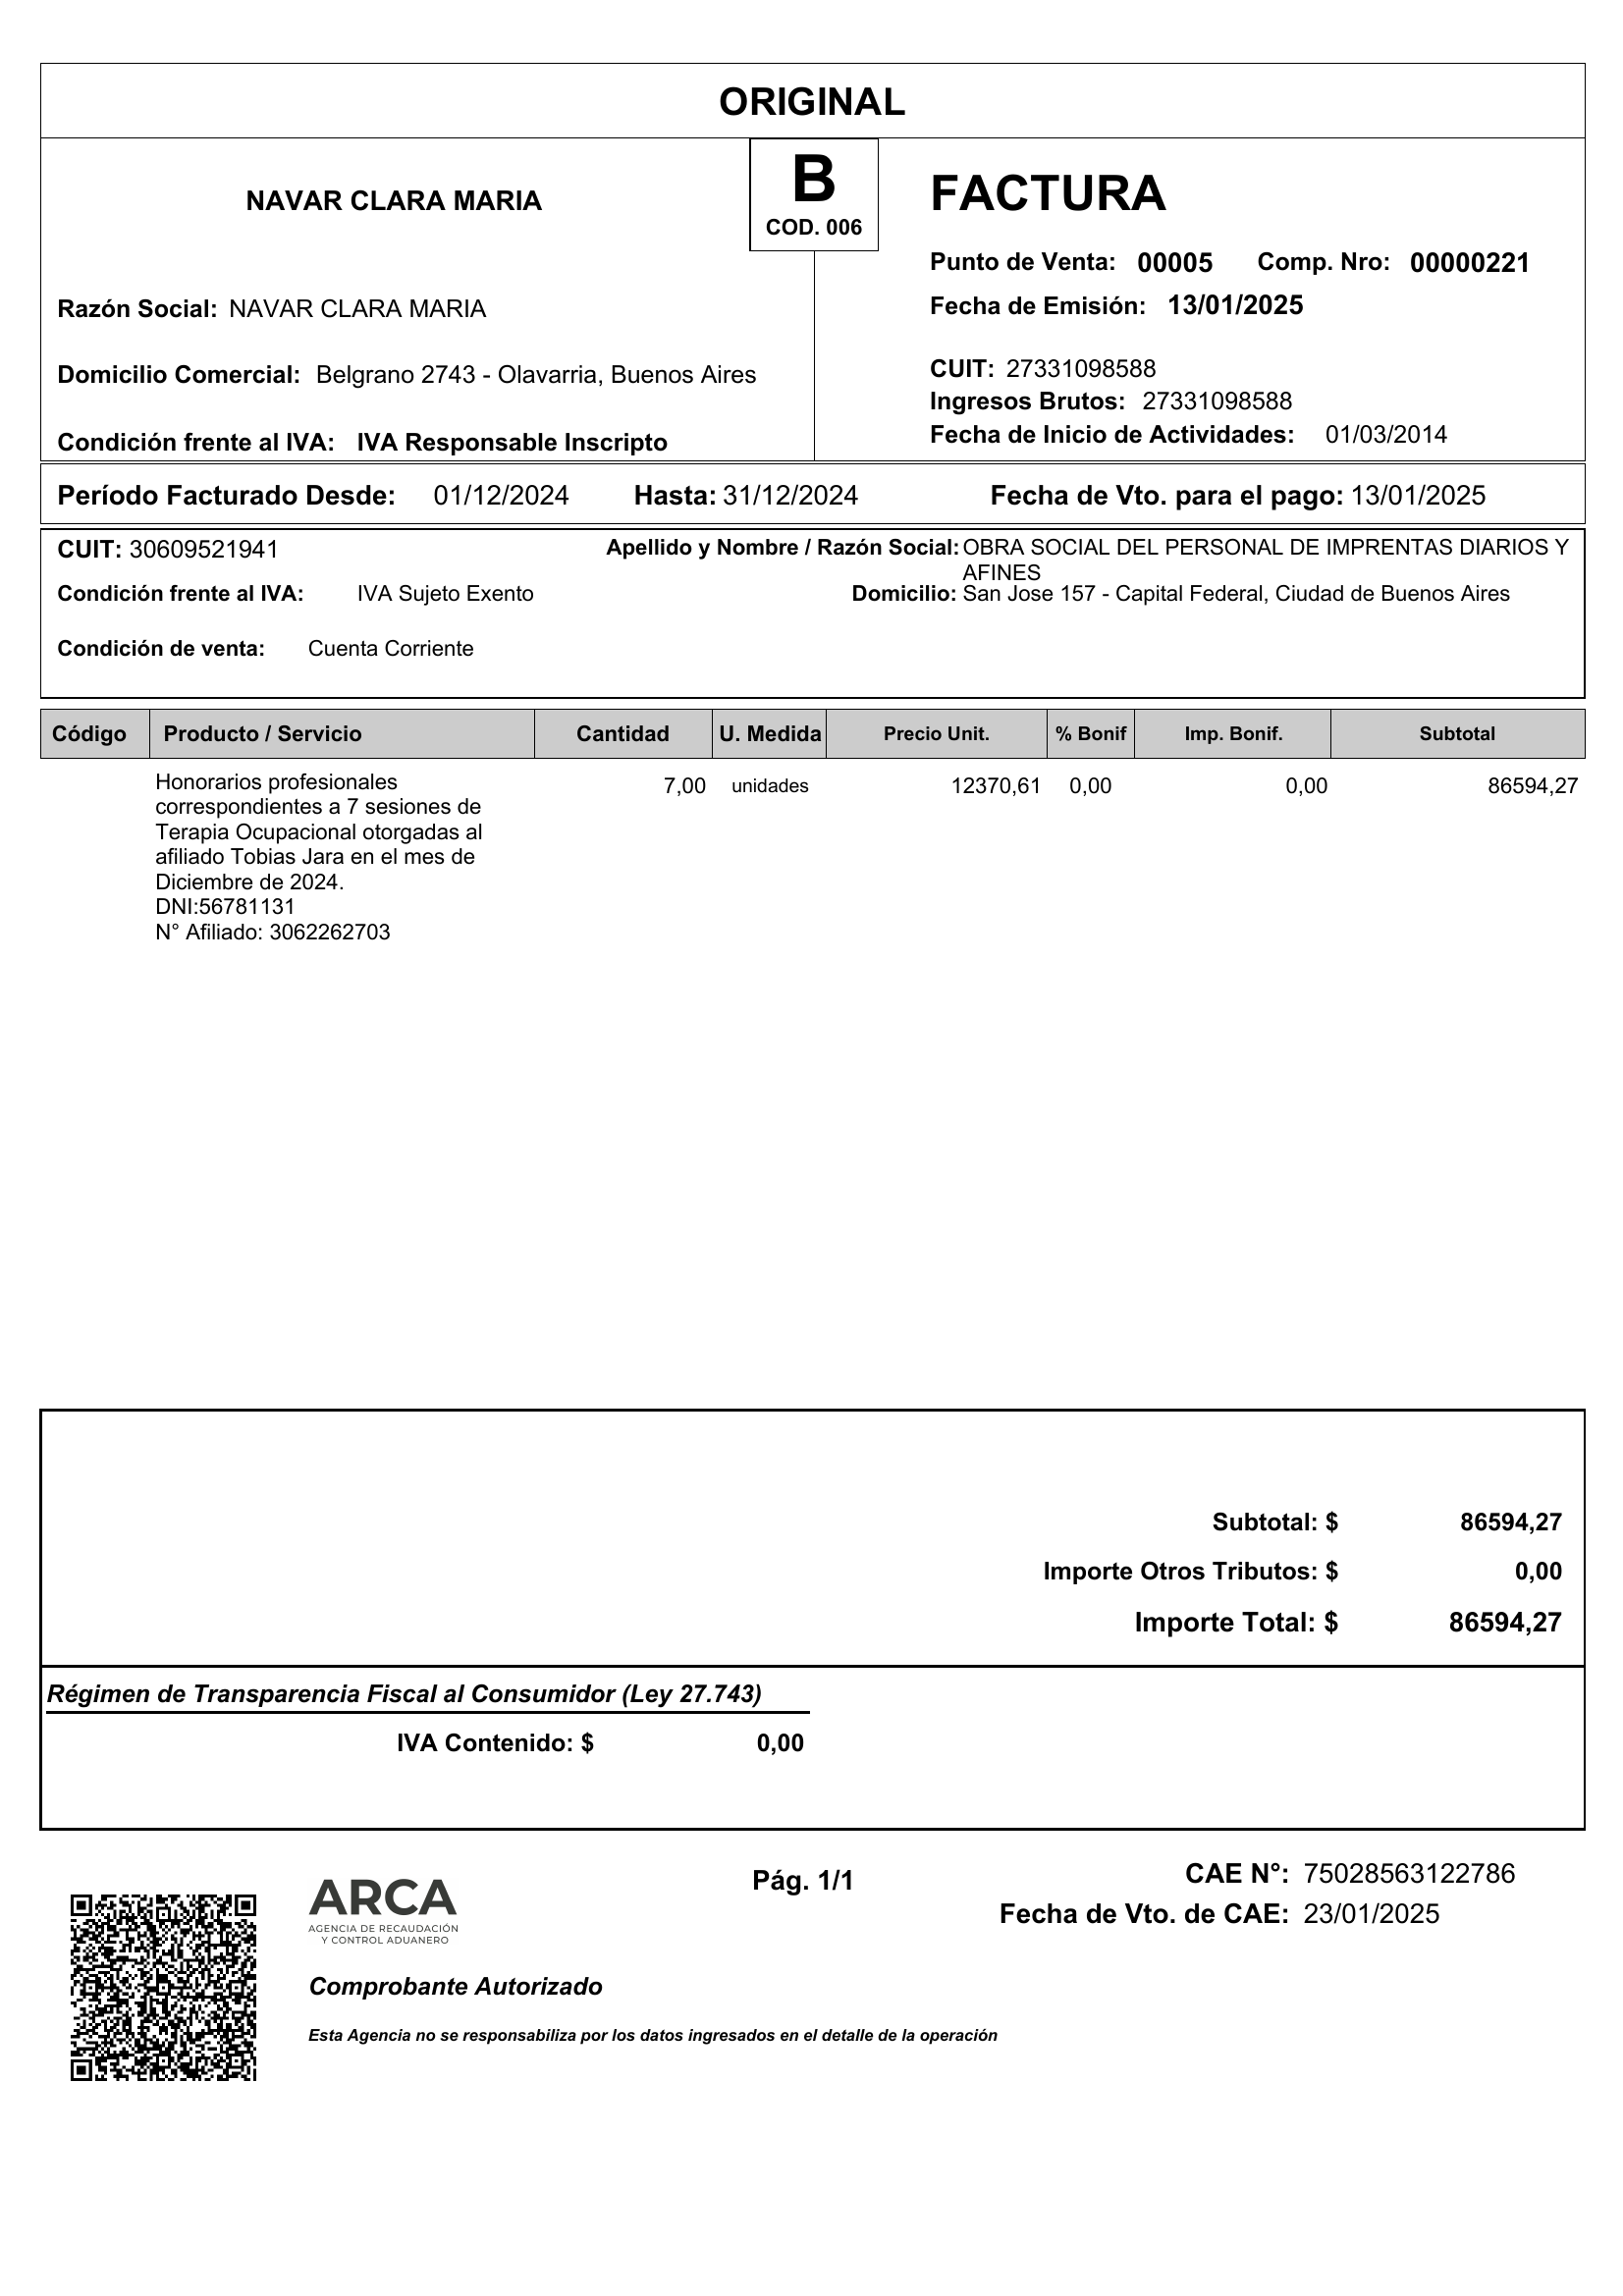 ORIGINAL
NAVAR CLARA MARIA
B
COD. 006
FACTURA
Punto de Venta: 00005 Comp. Nro: 00000221
Fecha de Emisión: 13/01/2025
Razón Social: NAVAR CLARA MARIA
Domicilio Comercial: Belgrano 2743 - Olavarria, Buenos Aires
Condición frente al IVA: IVA Responsable Inscripto
CUIT: 27331098588
Ingresos Brutos: 27331098588
Fecha de Inicio de Actividades: 01/03/2014
Período Facturado Desde: 01/12/2024 Hasta: 31/12/2024 Fecha de Vto. para el pago: 13/01/2025
CUIT: 30609521941 Apellido y Nombre / Razón Social: OBRA SOCIAL DEL PERSONAL DE IMPRENTAS DIARIOS Y
AFINES
Condición frente al IVA: IVA Sujeto Exento Domicilio: San Jose 157 - Capital Federal, Ciudad de Buenos Aires
Condición de venta: Cuenta Corriente
Código Producto / Servicio Cantidad U. Medida Precio Unit. % Bonif Imp. Bonif. Subtotal
Honorarios profesionales 7,00 unidades 12370,61 0,00 0,00 86594,27
correspondientes a 7 sesiones de
Terapia Ocupacional otorgadas al
afiliado Tobias Jara en el mes de
Diciembre de 2024.
DNI:56781131
N° Afiliado: 3062262703
Subtotal: $ 86594,27
Importe Otros Tributos: $ 0,00
Importe Total: $ 86594,27
Régimen de Transparencia Fiscal al Consumidor (Ley 27.743)
IVA Contenido: $ 0,00
ARCA
AGENCIA DE RECAUDACIÓN
Y CONTROL ADUANERO
Pág. 1/1
CAE N°: 75028563122786
Fecha de Vto. de CAE: 23/01/2025
Comprobante Autorizado
Esta Agencia no se responsabiliza por los datos ingresados en el detalle de la operación